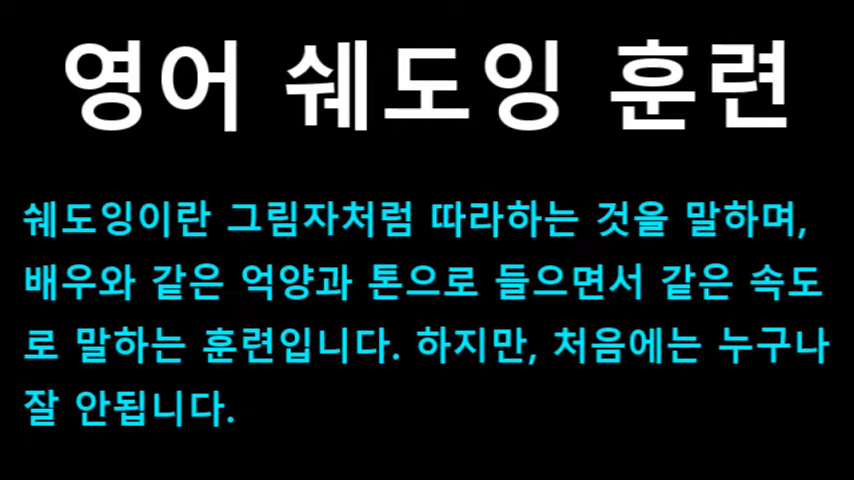 영어 쉐도잉 훈련
쉐도잉이란 그림자처럼 따라하는 것을 말하며,
배우와 같은 억양과 톤으로 들으면서 같은 속도
로 말하는 훈련입니다. 하지만, 처음에는 누구나
잘 안됩니다.